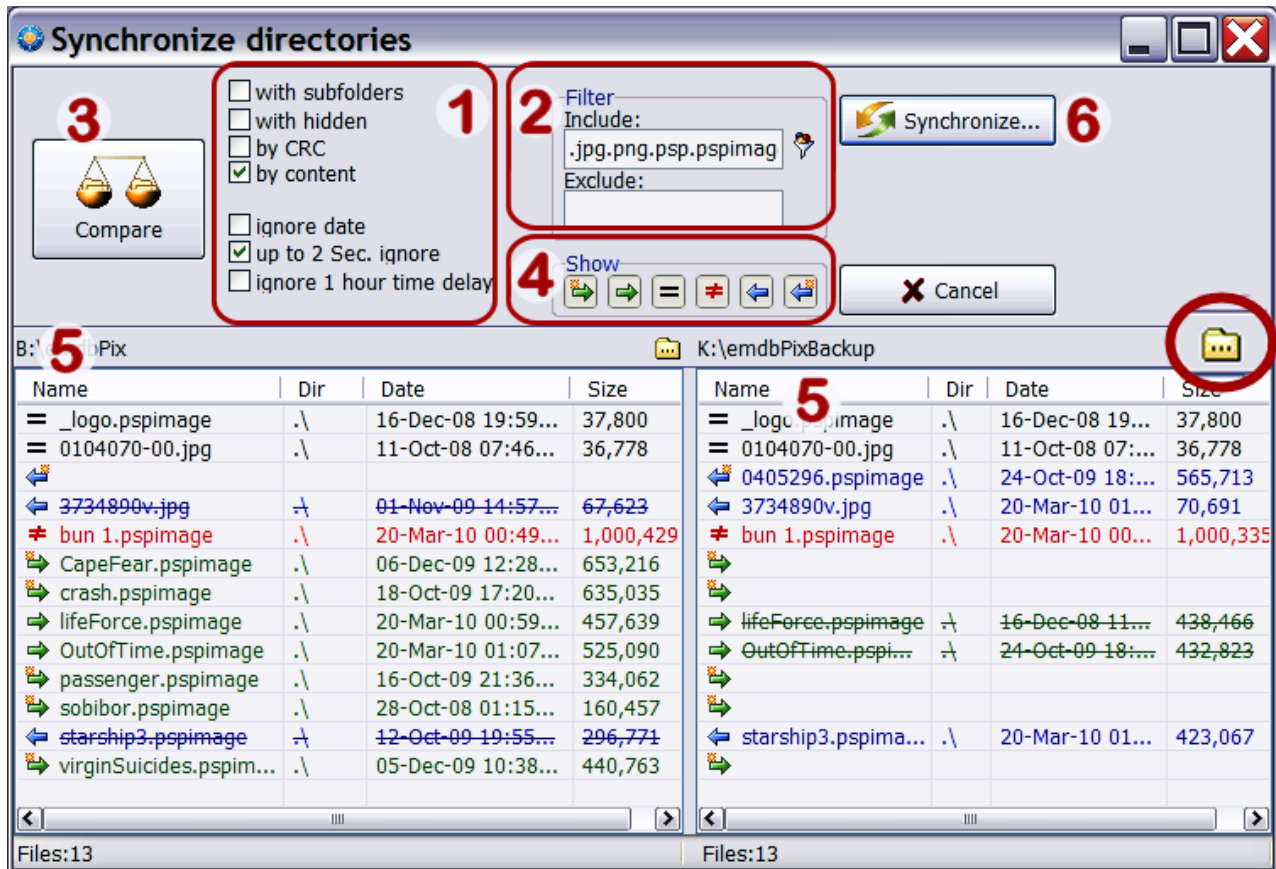 Synchronize directories
3
Compare
with subfolders
with hidden
by CRC
by content
ignore date
up to 2 Sec. ignore
ignore 1 hour time delay
1
2
Filter
Include:
.jpg.png.psp.pspimag
Exclude:
4
Show
Synchronize...
6
Cancel
5
K:\emdbPixBackup
Name Dir Date Size
= _logo.pspimage .\ 16-Dec-08 19:59... 37,800
= 0104070-00.jpg .\ 11-Oct-08 07:46... 36,778
3734890v.jpg .\ 01-Nov-09 14:57... 67,623
≠ bun 1.pspimage .\ 20-Mar-10 00:49... 1,000,429
CapeFear.pspimage .\ 06-Dec-09 12:28... 653,216
crash.pspimage .\ 18-Oct-09 17:20... 635,035
lifeForce.pspimage .\ 20-Mar-10 00:59... 457,639
OutOfTime.pspimage .\ 20-Mar-10 01:07... 525,090
passenger.pspimage .\ 16-Oct-09 21:36... 334,062
sobibor.pspimage .\ 28-Oct-08 01:15... 160,457
starship3.pspimage .\ 12-Oct-09 19:55... 296,771
virginSuicides.pspim... .\ 05-Dec-09 10:38... 440,763
Files:13
5
Name Dir Date Size
= .\ 16-Dec-08 19... 37,800
= 0104070-00.jpg .\ 11-Oct-08 07:... 36,778
0405296.pspimage .\ 24-Oct-09 18:... 565,713
3734890v.jpg .\ 20-Mar-10 01... 70,691
≠ bun 1.pspimage .\ 20-Mar-10 00... 1,000,335
lifeForce.pspimage .\ 16-Dec-08 11... 438,466
OutOfTime.pspi... .\ 24-Oct-09 18:... 432,823
starship3.pspima... .\ 20-Mar-10 01... 423,067
Files:13